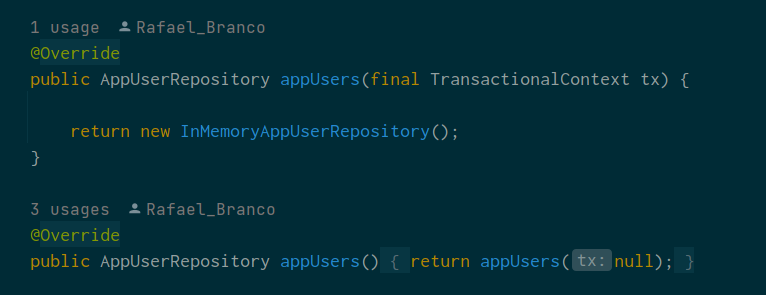 1 usage Rafael_Branco
@Override
public AppUserRepository appUsers(final TransactionalContext tx) {
return new InMemoryAppUserRepository();
}
3 usages Rafael_Branco
@Override
public AppUserRepository appUsers() { return appUsers( tx: null); }